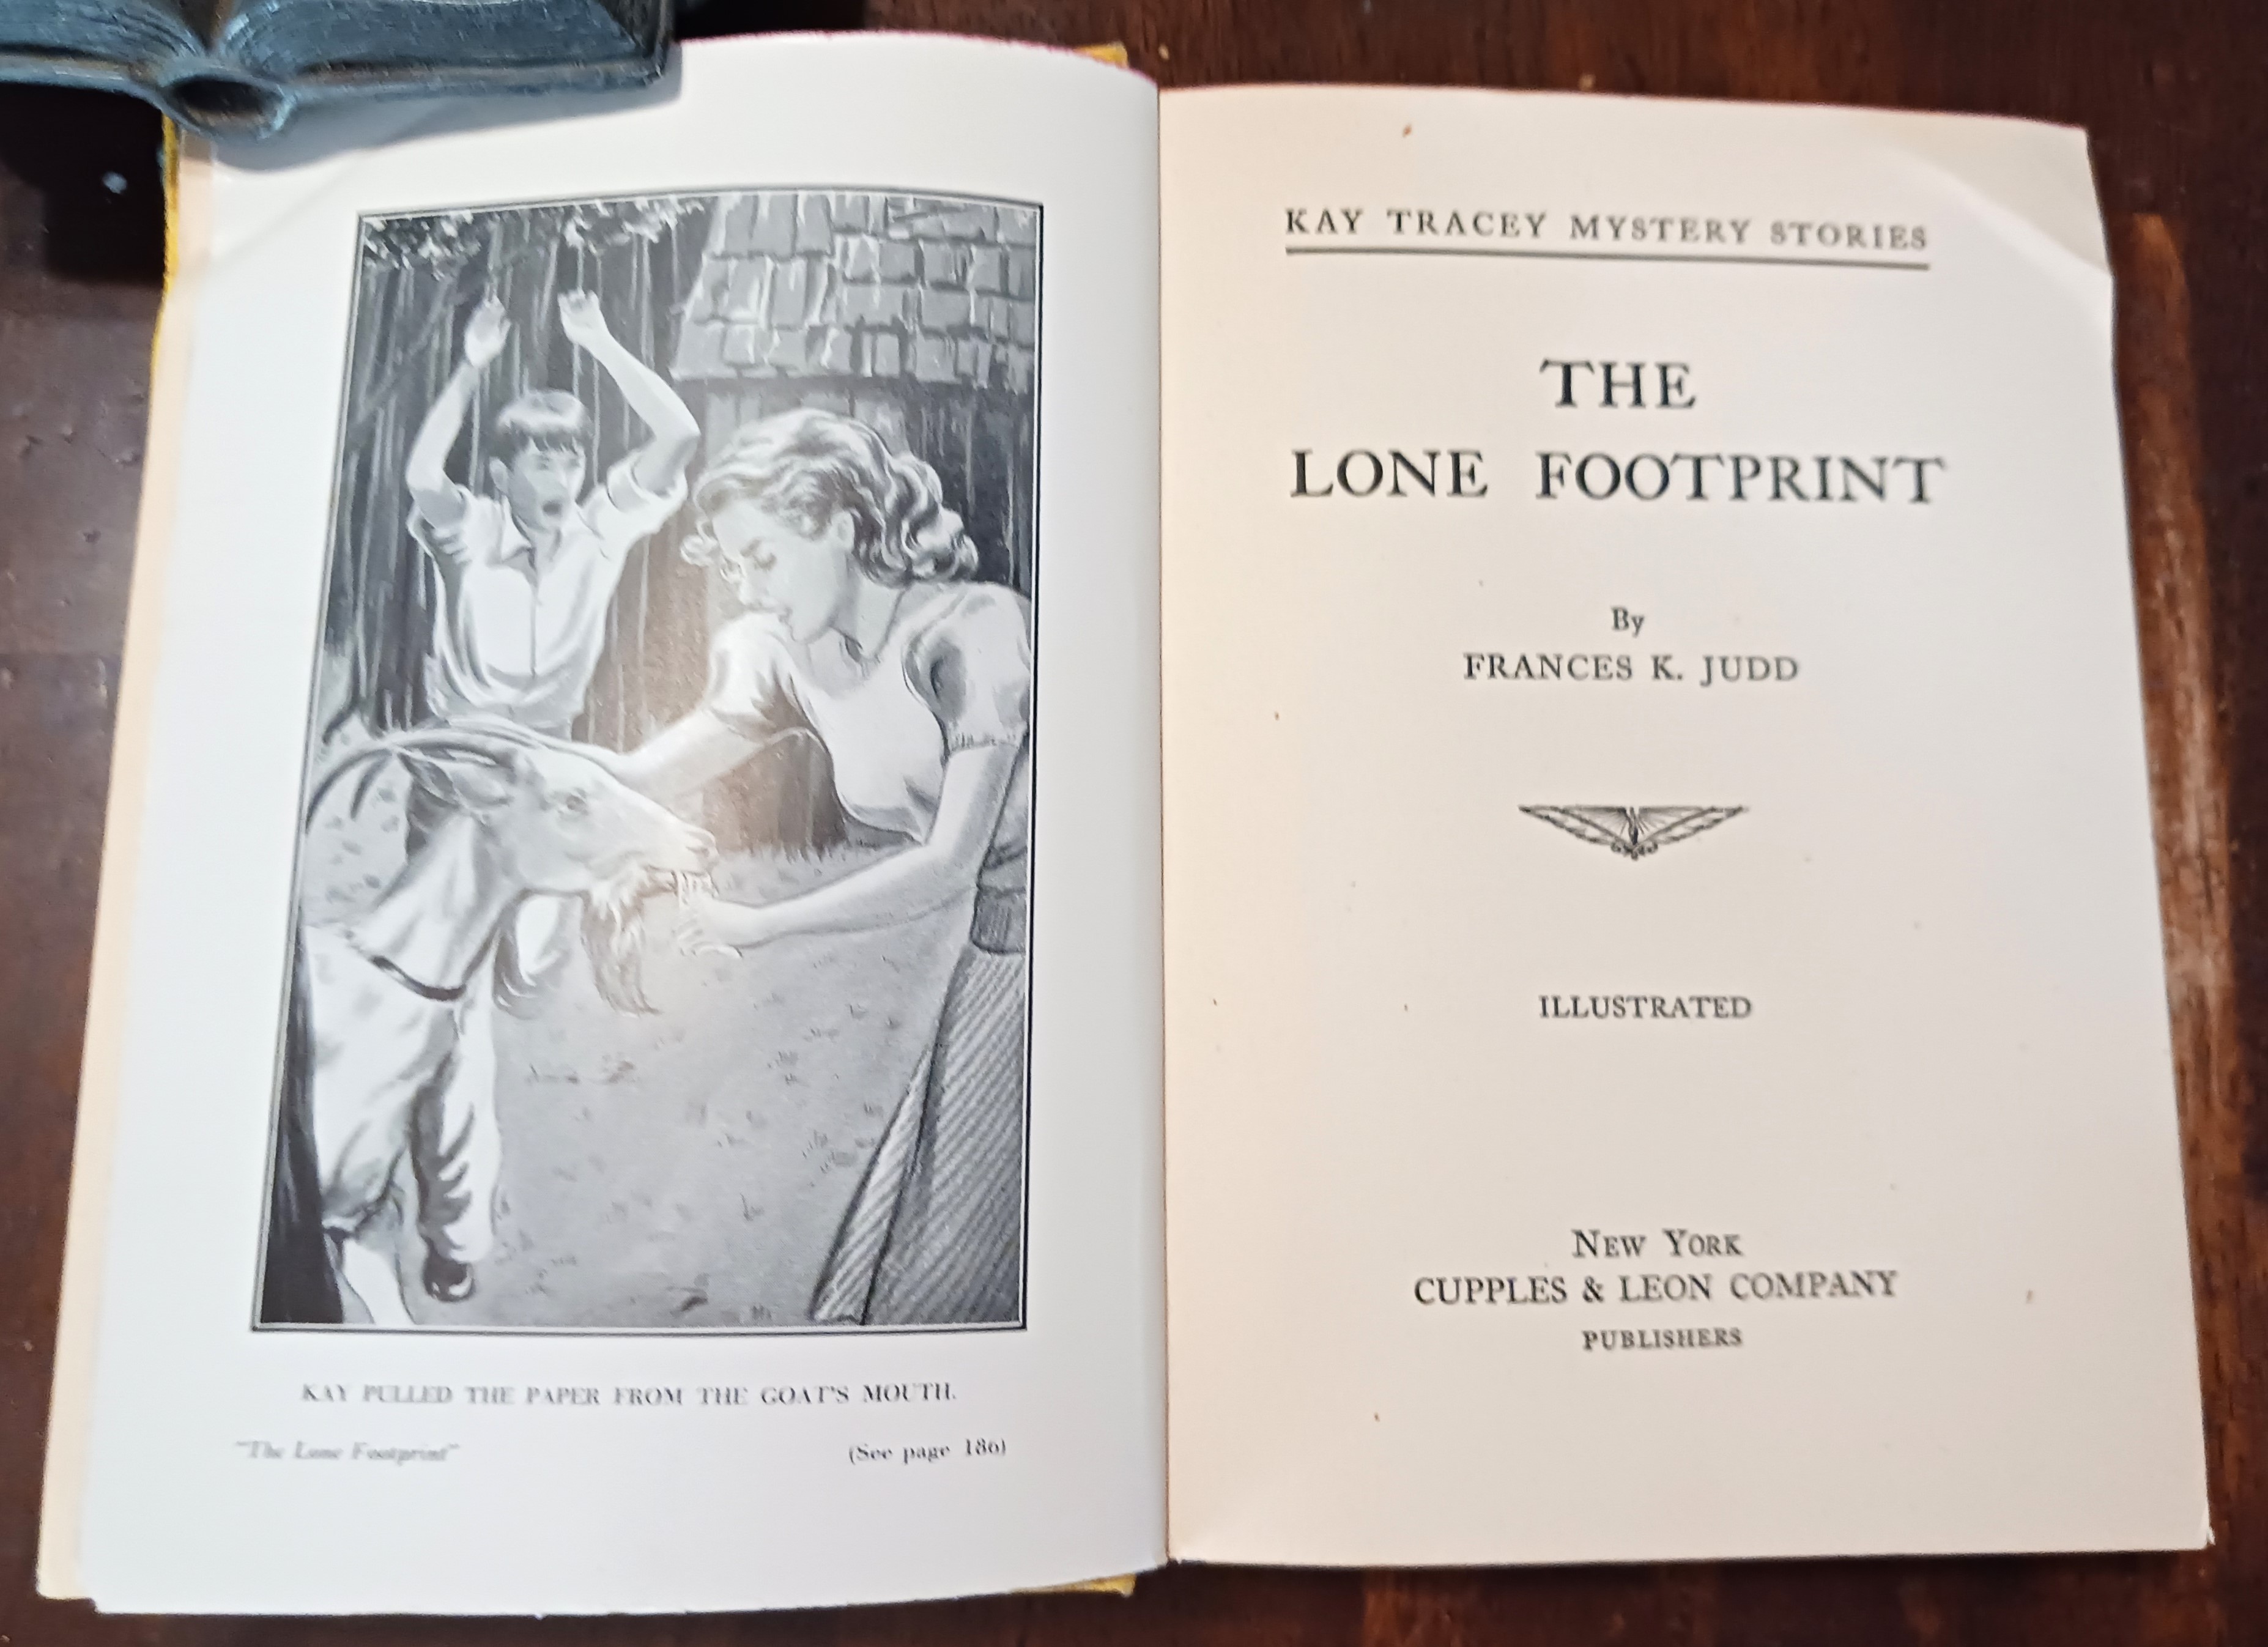 KAY PULLED THE PAPER FROM THE GOAT'S MOUTH.
"The Lone Footprint" (See page 186)
KAY TRACEY MYSTERY STORIES
THE
LONE FOOTPRINT
By
FRANCES K. JUDD
ILLUSTRATED
NEW YORK
CUPPLES & LEON COMPANY
PUBLISHERS